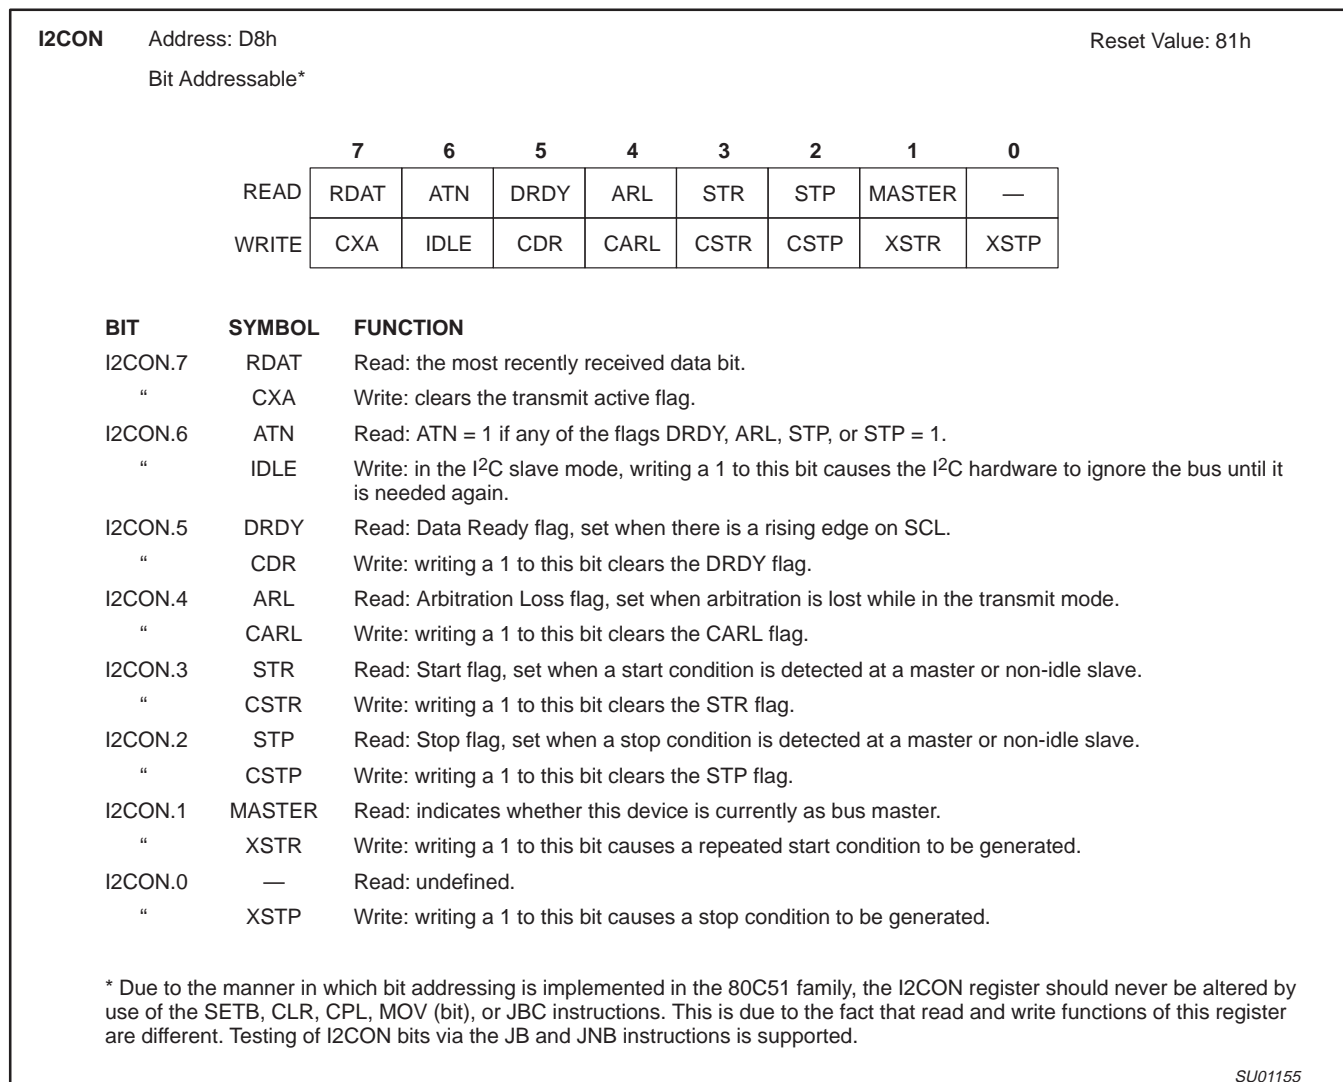 I2CON Address: D8h Reset Value: 81h
Bit Addressable*
7 6 5 4 3 2 1 0
READ RDAT ATN DRDY ARL STR STP MASTER —
WRITE CXA IDLE CDR CARL CSTR CSTP XSTR XSTP
BIT SYMBOL FUNCTION
I2CON.7 RDAT Read: the most recently received data bit.
“ CXA Write: clears the transmit active flag.
I2CON.6 ATN Read: ATN = 1 if any of the flags DRDY, ARL, STP, or STP = 1.
“ IDLE Write: in the I2C slave mode, writing a 1 to this bit causes the I2C hardware to ignore the bus until it
is needed again.
I2CON.5 DRDY Read: Data Ready flag, set when there is a rising edge on SCL.
“ CDR Write: writing a 1 to this bit clears the DRDY flag.
I2CON.4 ARL Read: Arbitration Loss flag, set when arbitration is lost while in the transmit mode.
“ CARL Write: writing a 1 to this bit clears the CARL flag.
I2CON.3 STR Read: Start flag, set when a start condition is detected at a master or non-idle slave.
“ CSTR Write: writing a 1 to this bit clears the STR flag.
I2CON.2 STP Read: Stop flag, set when a stop condition is detected at a master or non-idle slave.
“ CSTP Write: writing a 1 to this bit clears the STP flag.
I2CON.1 MASTER Read: indicates whether this device is currently as bus master.
“ XSTR Write: writing a 1 to this bit causes a repeated start condition to be generated.
I2CON.0 — Read: undefined.
“ XSTP Write: writing a 1 to this bit causes a stop condition to be generated.
* Due to the manner in which bit addressing is implemented in the 80C51 family, the I2CON register should never be altered by
use of the SETB, CLR, CPL, MOV (bit), or JBC instructions. This is due to the fact that read and write functions of this register
are different. Testing of I2CON bits via the JB and JNB instructions is supported.
SU01155